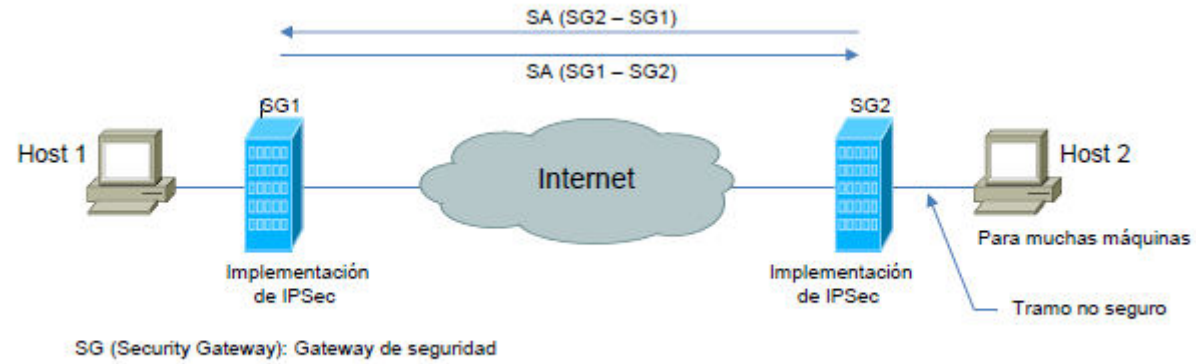 SA (SG2 – SG1)
SA (SG1 – SG2)
SG1
SG2
Host 1
Internet
Host 2
Para muchas máquinas
Implementación
de IPSec
Implementación
de IPSec
Tramo no seguro
SG (Security Gateway): Gateway de seguridad